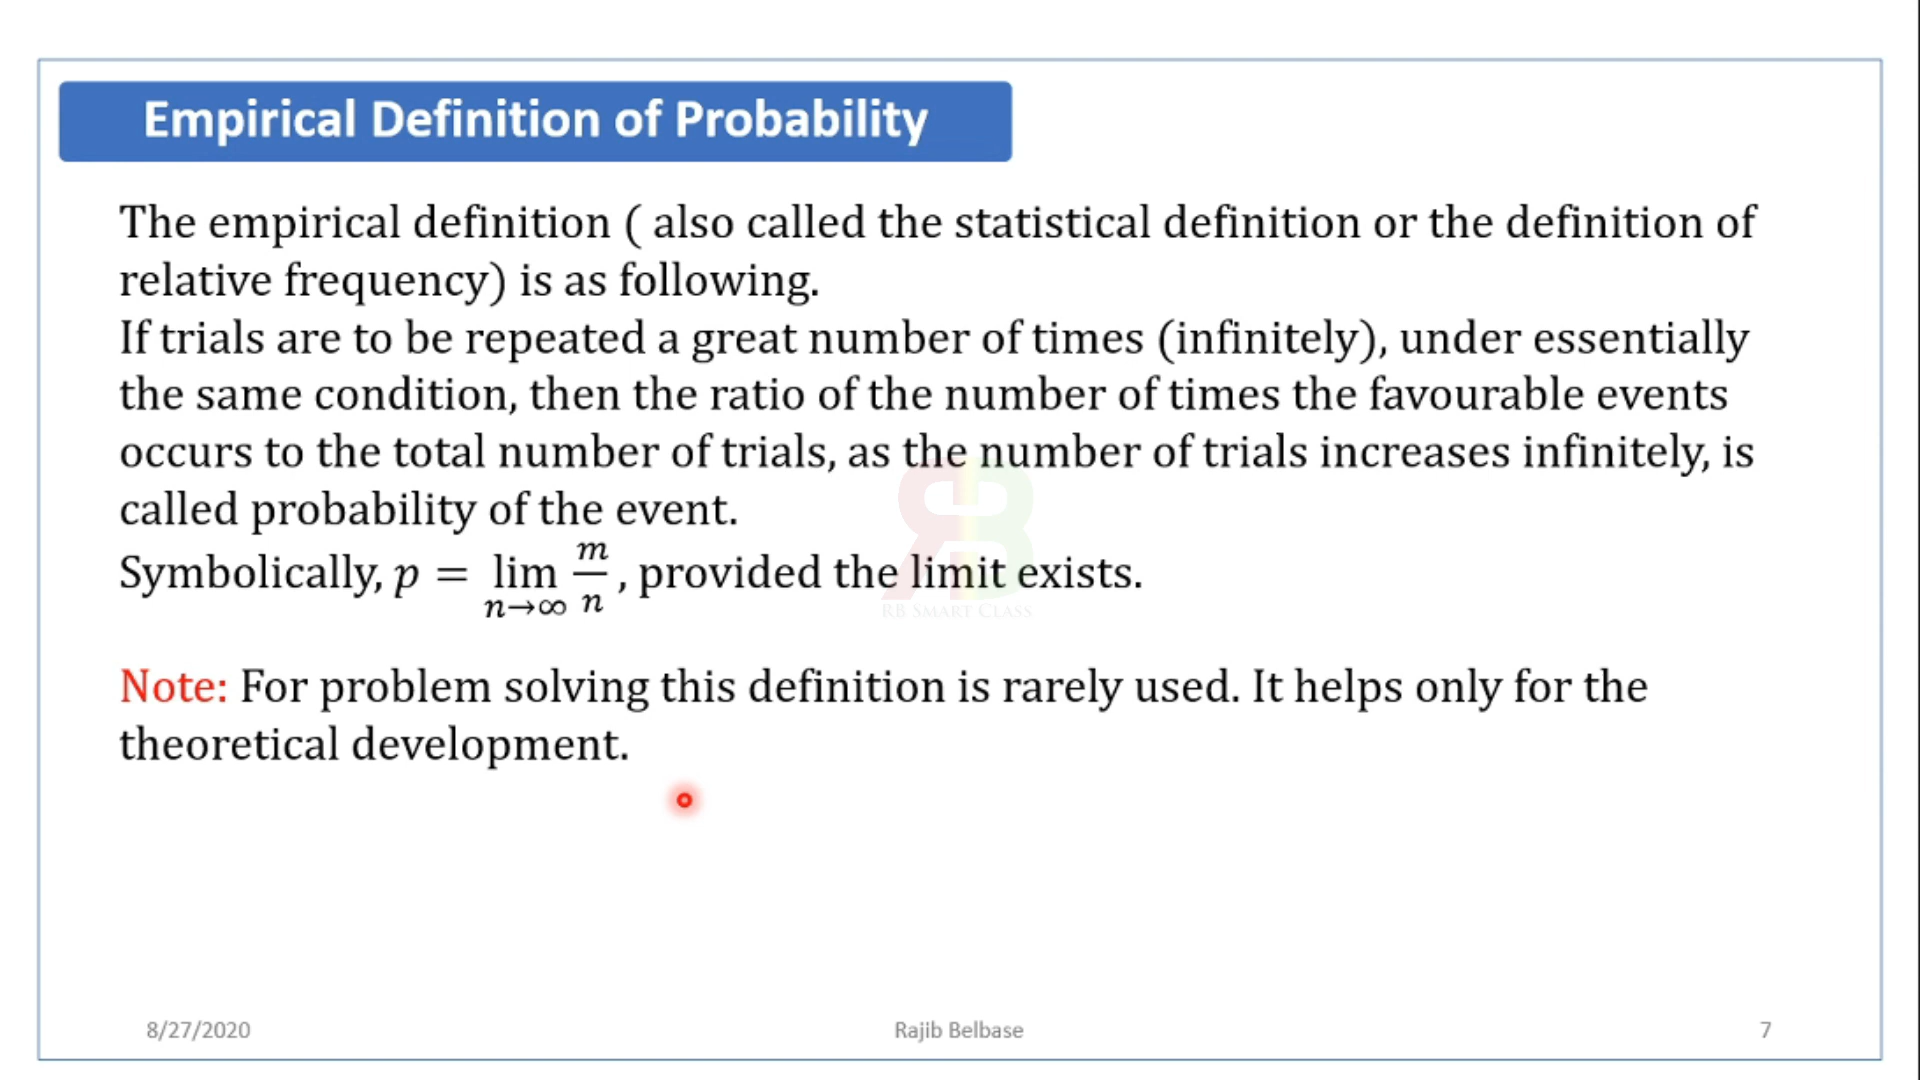 Empirical Definition of Probability
The empirical definition ( also called the statistical definition or the definition of
relative frequency) is as following.
If trials are to be repeated a great number of times (infinitely), under essentially
the same condition, then the ratio of the number of times the favourable events
occurs to the total number of trials, as the number of trials increases infinitely, is
called probability of the event.
Symbolically, p = lim n→∞ m/n , provided the limit exists.
RB SMART CLASS
Note: For problem solving this definition is rarely used. It helps only for the
theoretical development.
8/27/2020 Rajib Belbase 7